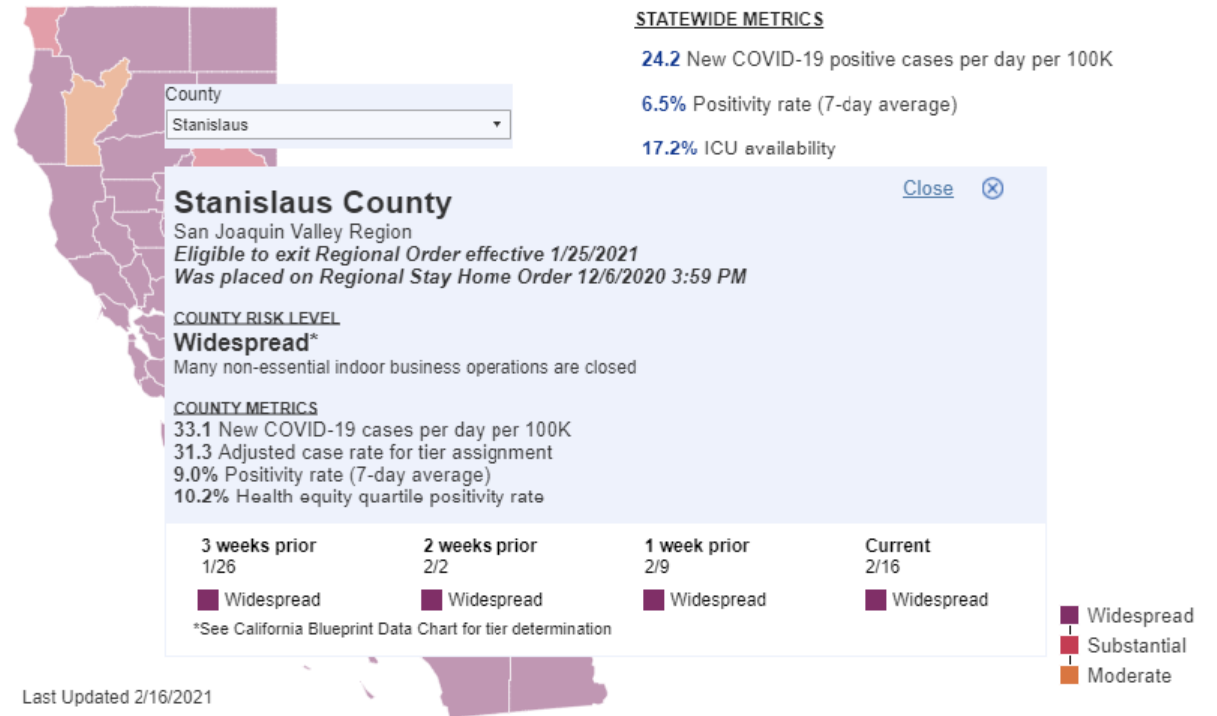 STATEWIDE METRICS
24.2 New COVID-19 positive cases per day per 100K
6.5% Positivity rate (7-day average)
17.2% ICU availability
County
Stanislaus
Close
Stanislaus County
San Joaquin Valley Region
Eligible to exit Regional Order effective 1/25/2021
Was placed on Regional Stay Home Order 12/6/2020 3:59 PM
COUNTY RISK LEVEL
Widespread*
Many non-essential indoor business operations are closed
COUNTY METRICS
33.1 New COVID-19 cases per day per 100K
31.3 Adjusted case rate for tier assignment
9.0% Positivity rate (7-day average)
10.2% Health equity quartile positivity rate
3 weeks prior
1/26
Widespread
2 weeks prior
2/2
Widespread
1 week prior
2/9
Widespread
Current
2/16
Widespread
*See California Blueprint Data Chart for tier determination
Widespread
Substantial
Moderate
Last Updated 2/16/2021